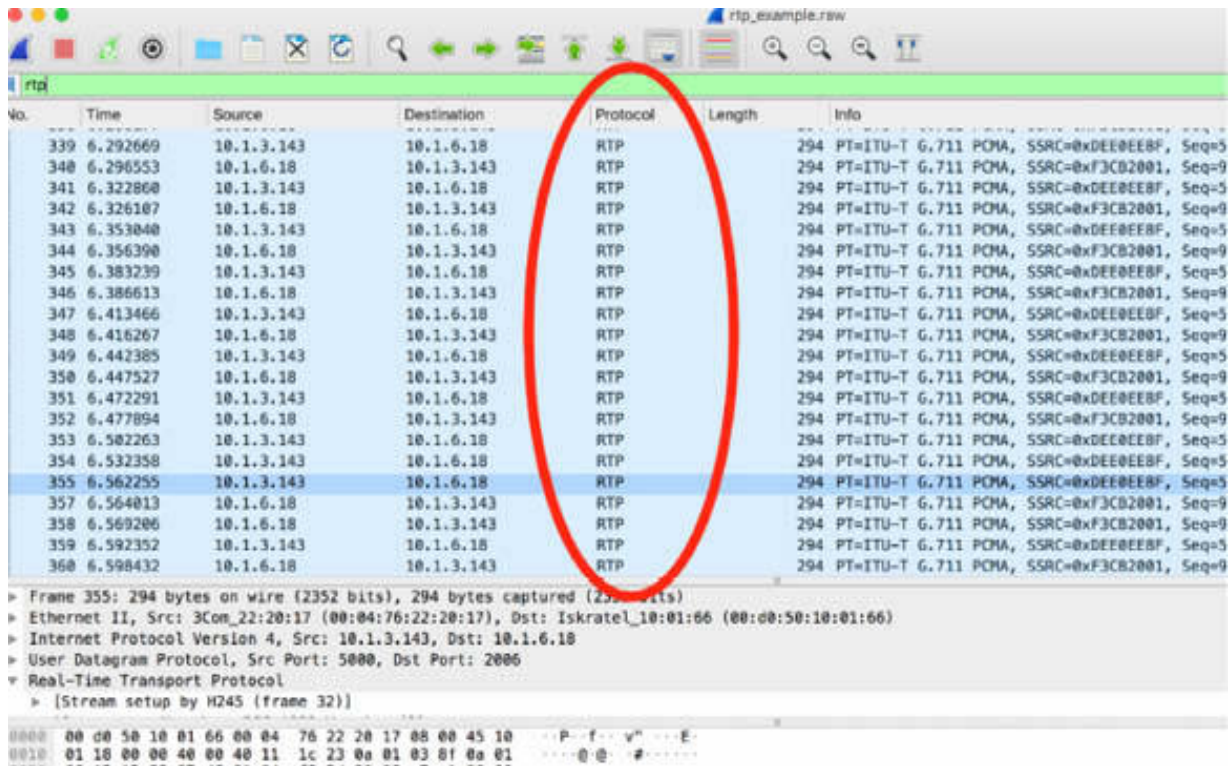 rtp_example.raw
rtp
No. Time Source Destination Protocol Length Info
339 6.292669 10.1.3.143 10.1.6.18 RTP 294 PT=ITU-T G.711 PCMA, SSRC=0xDEE0EE8F, Seq=5
340 6.296553 10.1.6.18 10.1.3.143 RTP 294 PT=ITU-T G.711 PCMA, SSRC=0xF3CB2001, Seq=9
341 6.322860 10.1.3.143 10.1.6.18 RTP 294 PT=ITU-T G.711 PCMA, SSRC=0xDEE0EE8F, Seq=5
342 6.326107 10.1.6.18 10.1.3.143 RTP 294 PT=ITU-T G.711 PCMA, SSRC=0xF3CB2001, Seq=9
343 6.353040 10.1.3.143 10.1.6.18 RTP 294 PT=ITU-T G.711 PCMA, SSRC=0xDEE0EE8F, Seq=5
344 6.356390 10.1.6.18 10.1.3.143 RTP 294 PT=ITU-T G.711 PCMA, SSRC=0xF3CB2001, Seq=9
345 6.383239 10.1.3.143 10.1.6.18 RTP 294 PT=ITU-T G.711 PCMA, SSRC=0xDEE0EE8F, Seq=5
346 6.386613 10.1.6.18 10.1.3.143 RTP 294 PT=ITU-T G.711 PCMA, SSRC=0xF3CB2001, Seq=9
347 6.413466 10.1.3.143 10.1.6.18 RTP 294 PT=ITU-T G.711 PCMA, SSRC=0xDEE0EE8F, Seq=5
348 6.416267 10.1.6.18 10.1.3.143 RTP 294 PT=ITU-T G.711 PCMA, SSRC=0xF3CB2001, Seq=9
349 6.442385 10.1.3.143 10.1.6.18 RTP 294 PT=ITU-T G.711 PCMA, SSRC=0xDEE0EE8F, Seq=5
350 6.447527 10.1.6.18 10.1.3.143 RTP 294 PT=ITU-T G.711 PCMA, SSRC=0xF3CB2001, Seq=9
351 6.472291 10.1.3.143 10.1.6.18 RTP 294 PT=ITU-T G.711 PCMA, SSRC=0xDEE0EE8F, Seq=5
352 6.477894 10.1.6.18 10.1.3.143 RTP 294 PT=ITU-T G.711 PCMA, SSRC=0xF3CB2001, Seq=9
353 6.502263 10.1.3.143 10.1.6.18 RTP 294 PT=ITU-T G.711 PCMA, SSRC=0xDEE0EE8F, Seq=5
354 6.532358 10.1.3.143 10.1.6.18 RTP 294 PT=ITU-T G.711 PCMA, SSRC=0xDEE0EE8F, Seq=5
355 6.562255 10.1.3.143 10.1.6.18 RTP 294 PT=ITU-T G.711 PCMA, SSRC=0xDEE0EE8F, Seq=5
357 6.564013 10.1.6.18 10.1.3.143 RTP 294 PT=ITU-T G.711 PCMA, SSRC=0xF3CB2001, Seq=9
358 6.569206 10.1.6.18 10.1.3.143 RTP 294 PT=ITU-T G.711 PCMA, SSRC=0xF3CB2001, Seq=9
359 6.592352 10.1.3.143 10.1.6.18 RTP 294 PT=ITU-T G.711 PCMA, SSRC=0xDEE0EE8F, Seq=5
360 6.598432 10.1.6.18 10.1.3.143 RTP 294 PT=ITU-T G.711 PCMA, SSRC=0xF3CB2001, Seq=9
Frame 355: 294 bytes on wire (2352 bits), 294 bytes captured (2352 bits)
Ethernet II, Src: 3Com_22:20:17 (00:04:76:22:20:17), Dst: Iskratel_10:01:66 (00:d0:50:10:01:66)
Internet Protocol Version 4, Src: 10.1.3.143, Dst: 10.1.6.18
User Datagram Protocol, Src Port: 5000, Dst Port: 2006
Real-Time Transport Protocol
[Stream setup by H245 (frame 32)]
0000 00 d0 50 10 01 66 00 04 76 22 20 17 08 00 45 10 ··P··f·· v" ···E·
0010 01 18 00 00 40 00 40 11 1c 23 0a 01 03 8f 0a 01 ····@·@· ·#······